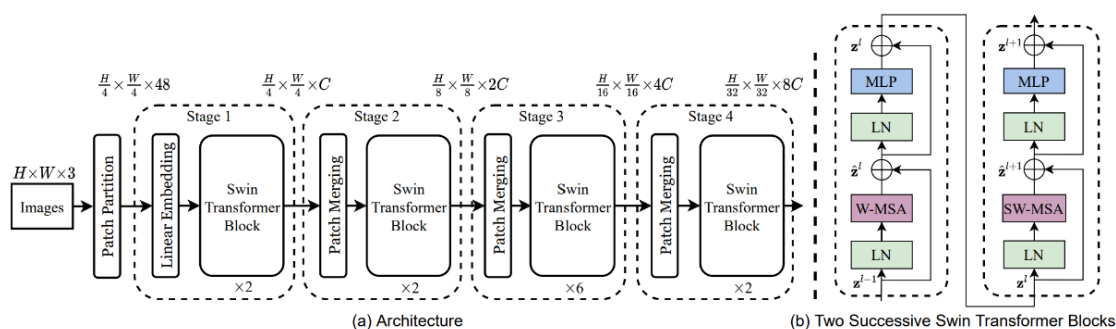 H/4 × W/4 × 48
H/4 × W/4 × C
H/8 × W/8 × 2C
H/16 × W/16 × 4C
H/32 × W/32 × 8C
H×W×3
Images
Patch Partition
Stage 1
Linear Embedding
Swin
Transformer
Block
×2
Stage 2
Patch Merging
Swin
Transformer
Block
×2
Stage 3
Patch Merging
Swin
Transformer
Block
×6
Stage 4
Patch Merging
Swin
Transformer
Block
×2
(a) Architecture
z^l
MLP
LN
ẑ^l
W-MSA
LN
z^{l−1}
z^{l+1}
MLP
LN
ẑ^{l+1}
SW-MSA
LN
z^l
(b) Two Successive Swin Transformer Blocks